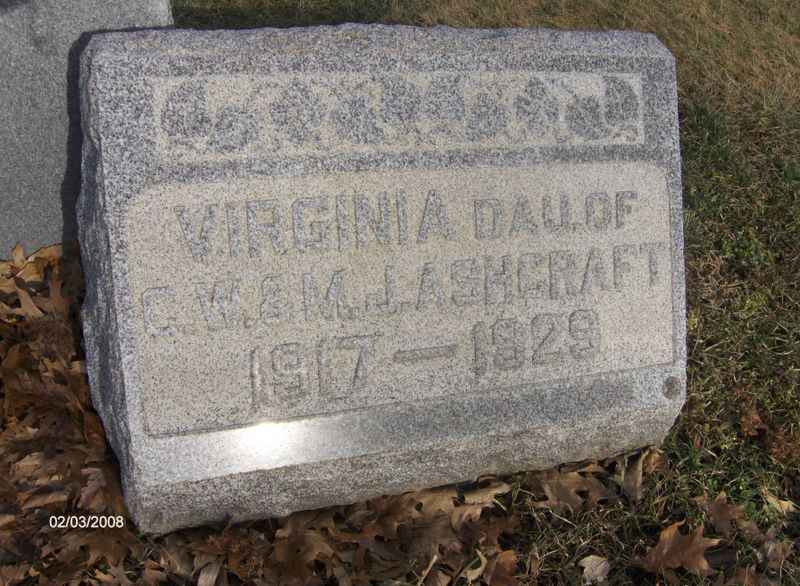 VIRGINIA DAU. OF
C. W. & M. J. ASHCRAFT
1917 — 1929
02/03/2008